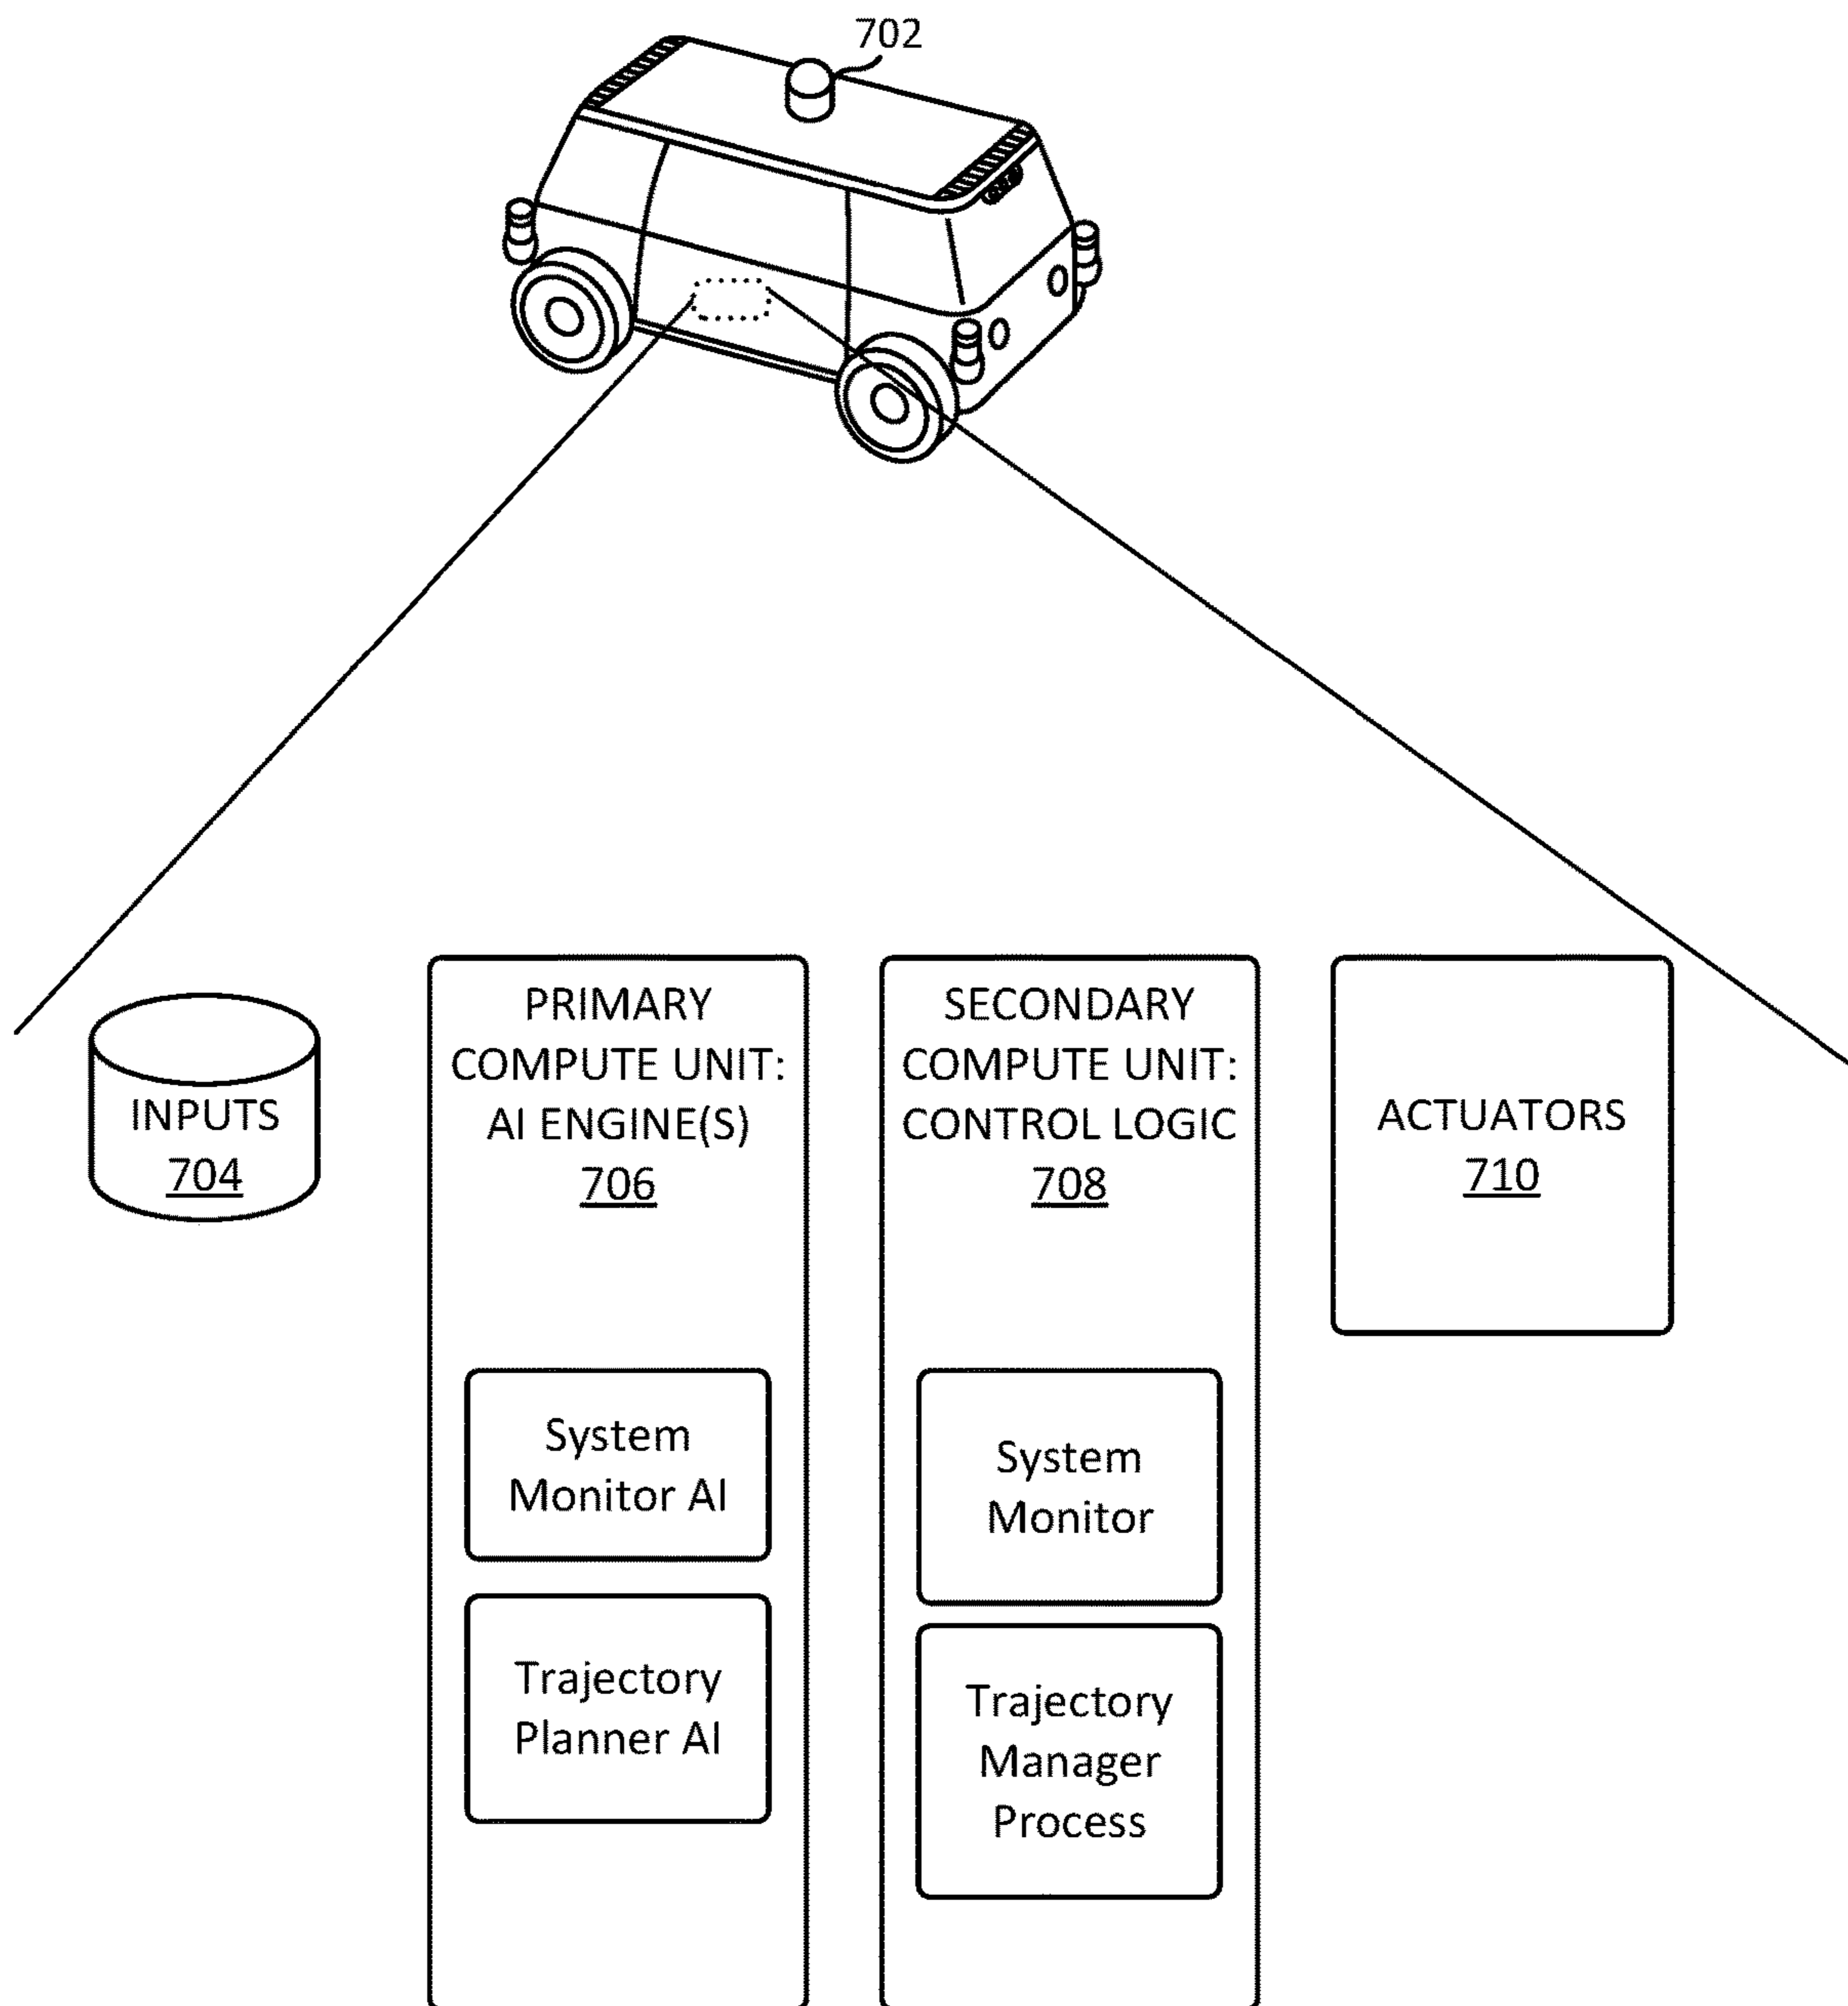 702
INPUTS
704
PRIMARY
COMPUTE UNIT:
AI ENGINE(S)
706
System
Monitor AI
Trajectory
Planner AI
SECONDARY
COMPUTE UNIT:
CONTROL LOGIC
708
System
Monitor
Trajectory
Manager
Process
ACTUATORS
710